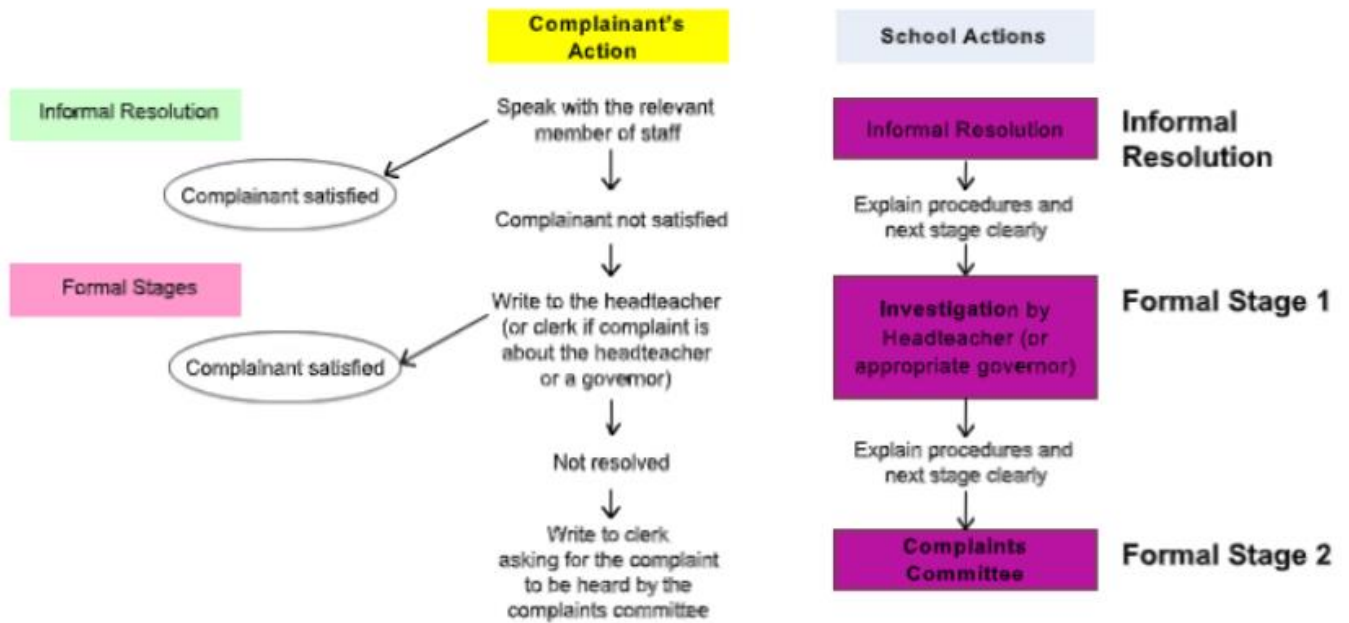 Complainant's
Action
School Actions
Informal Resolution
Speak with the relevant
member of staff
Informal Resolution
Informal
Resolution
Complainant satisfied
Complainant not satisfied
Explain procedures and
next stage clearly
Formal Stages
Write to the headteacher
(or clerk if complaint is
about the headteacher
or a governor)
Investigation by
Headteacher (or
appropriate governor)
Formal Stage 1
Complainant satisfied
Not resolved
Explain procedures and
next stage clearly
Write to clerk
asking for the complaint
to be heard by the
complaints committee
Complaints
Committee
Formal Stage 2